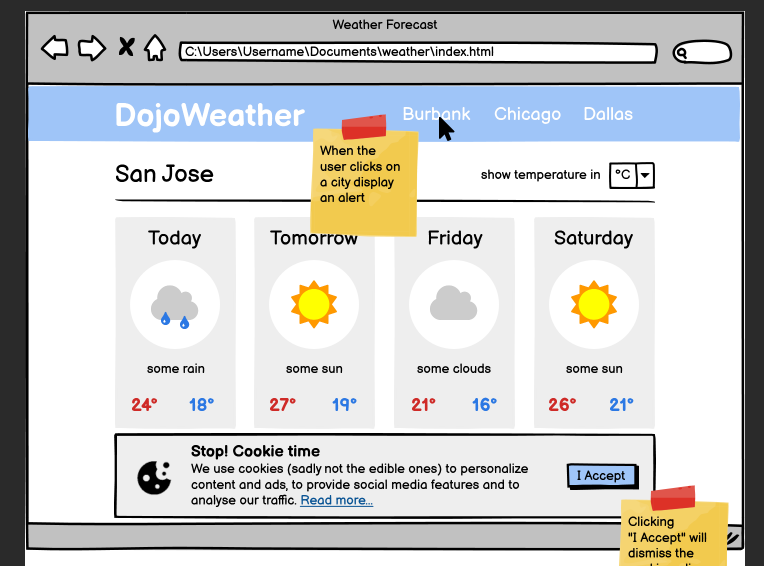 Weather Forecast
C:\Users\Username\Documents\weather\index.html
DojoWeather
Burbank Chicago Dallas
When the
user clicks on
a city display
an alert
San Jose
show temperature in °C
Today
Tomorrow
Friday
Saturday
some rain
some sun
some clouds
some sun
24° 18°
27° 19°
21° 16°
26° 21°
Stop! Cookie time
We use cookies (sadly not the edible ones) to personalize
content and ads, to provide social media features and to
analyse our traffic. Read more...
I Accept
Clicking
"I Accept" will
dismiss the